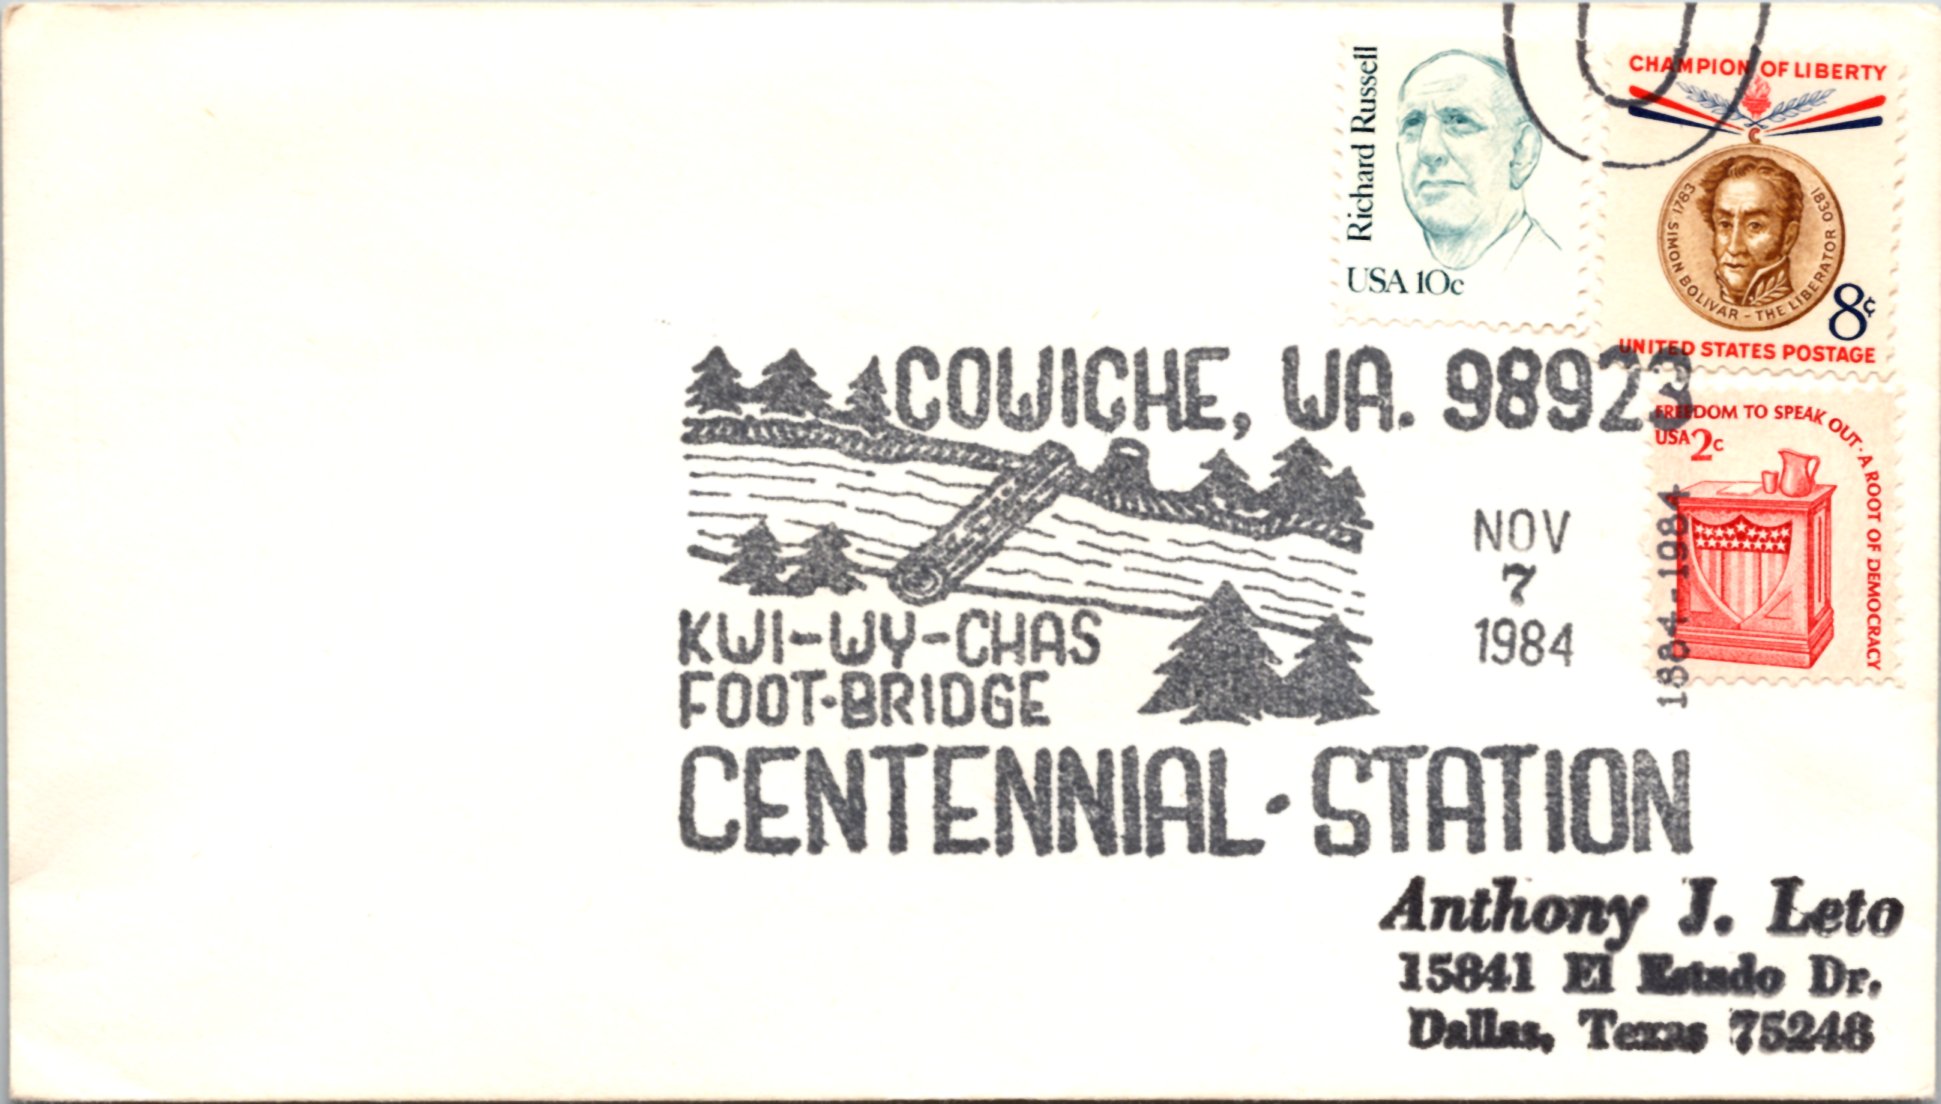 Richard Russell
USA 10c
CHAMPION OF LIBERTY
SIMON BOLIVAR - THE LIBERATOR
1783
1830
8¢
UNITED STATES POSTAGE
FREEDOM TO SPEAK OUT · A ROOT OF DEMOCRACY
USA 2c
COWICHE, WA. 98923
NOV
7
1984
1884-1984
KWI-WY-CHAS
FOOT-BRIDGE
CENTENNIAL · STATION
Anthony J. Leto
15841 El Estado Dr.
Dallas, Texas 75248